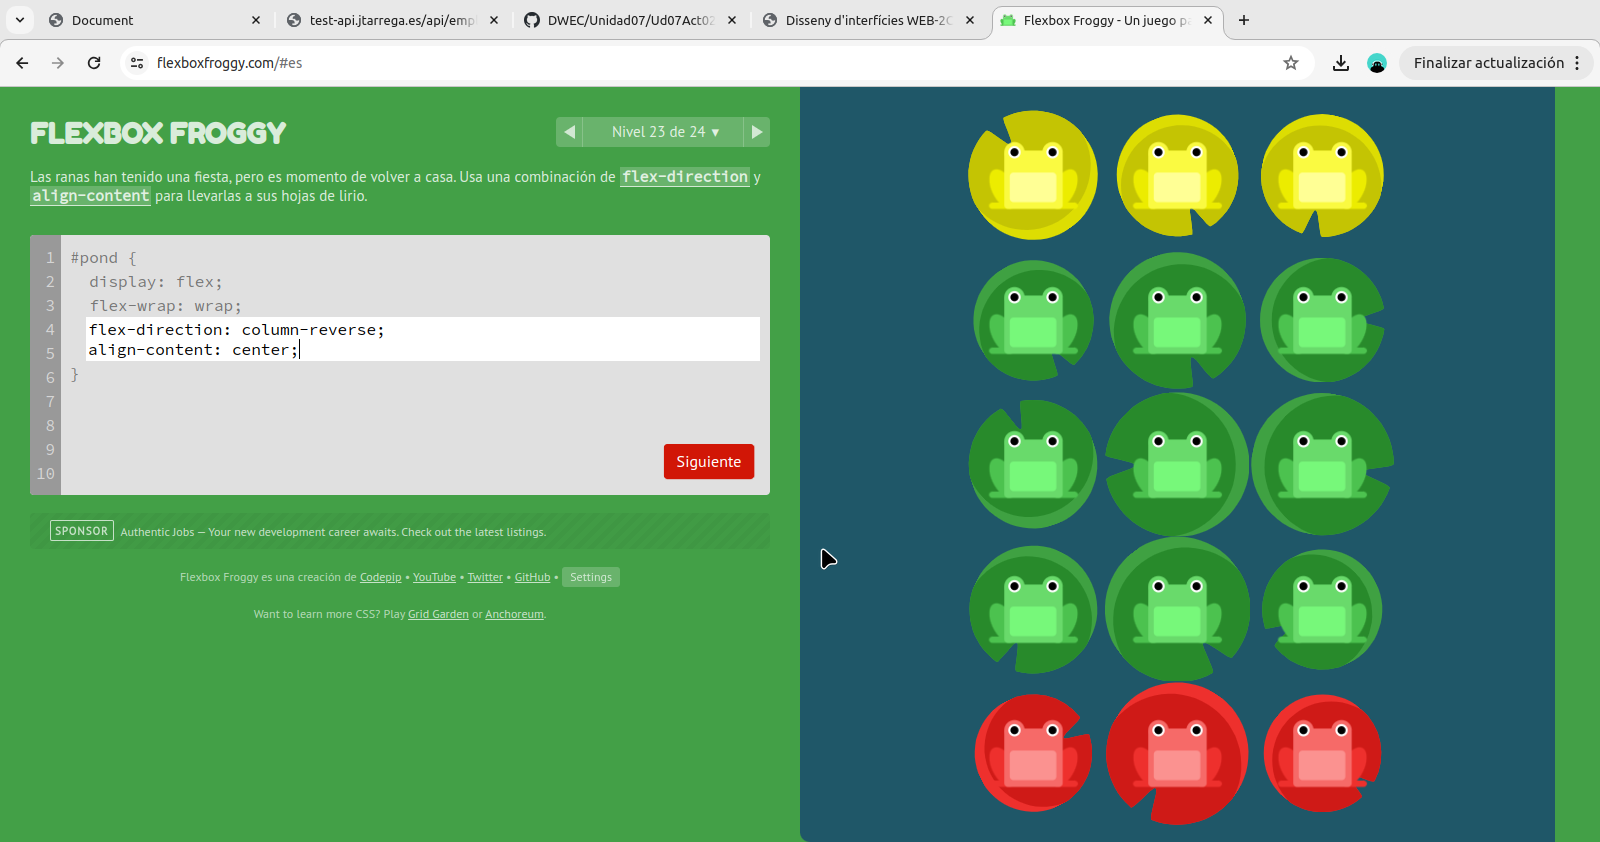 Document
test-api.jtarrega.es/api/emp
DWEC/Unidad07/Ud07Act02
Disseny d'interfícies WEB-2C
Flexbox Froggy - Un juego pa
flexboxfroggy.com/#es
Finalizar actualización
FLEXBOX FROGGY
◀ Nivel 23 de 24 ▾ ▶
Las ranas han tenido una fiesta, pero es momento de volver a casa. Usa una combinación de flex-direction y
align-content para llevarlas a sus hojas de lirio.
1 #pond {
2 display: flex;
3 flex-wrap: wrap;
4 flex-direction: column-reverse;
5 align-content: center;
6 }
7
8
9
10
Siguiente
SPONSOR Authentic Jobs — Your new development career awaits. Check out the latest listings.
Flexbox Froggy es una creación de Codepip • YouTube • Twitter • GitHub • Settings
Want to learn more CSS? Play Grid Garden or Anchoreum.